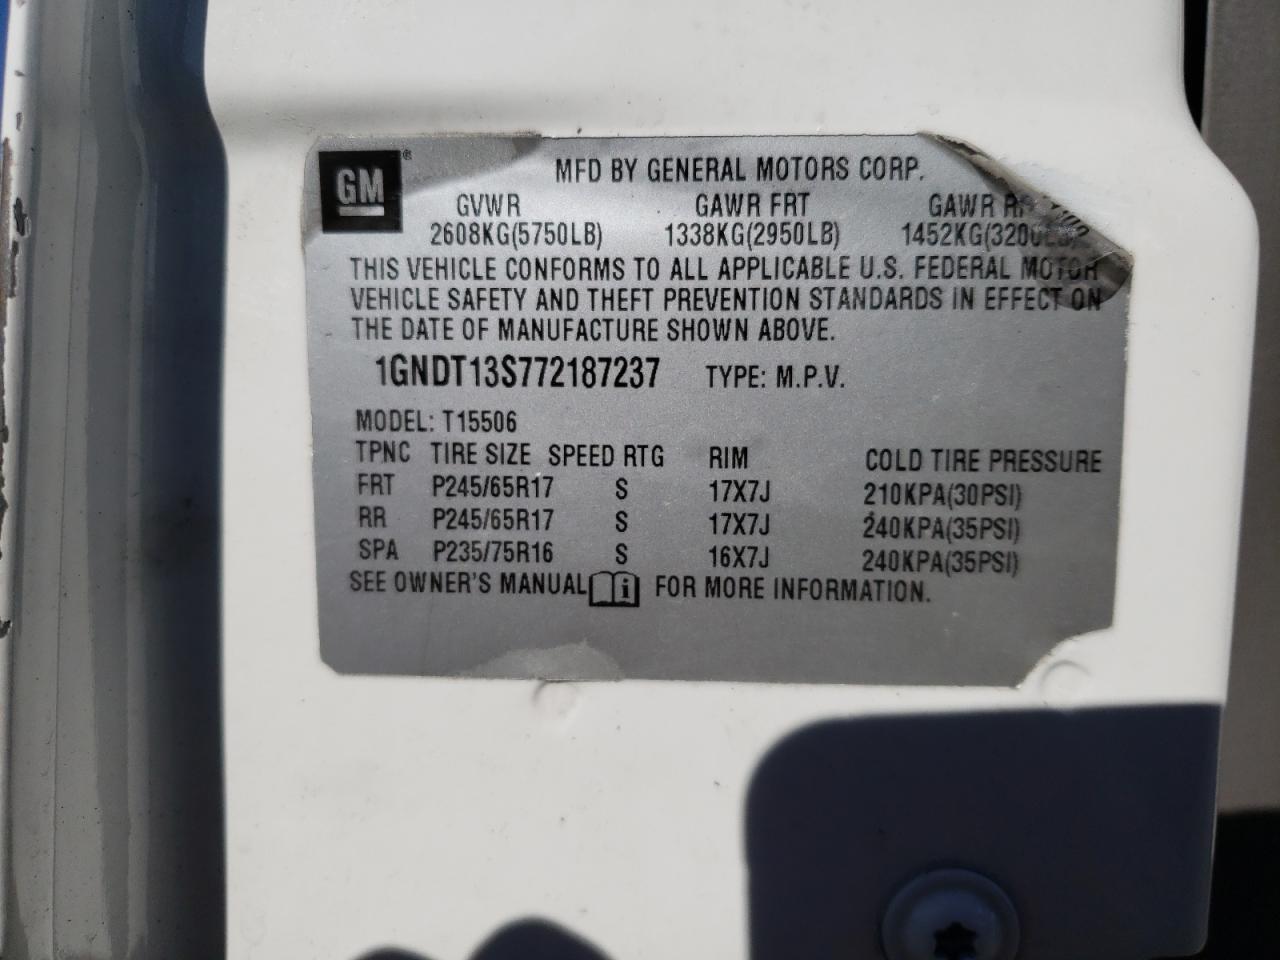 GM®
MFD BY GENERAL MOTORS CORP.
GVWR GAWR FRT GAWR
2608KG(5750LB) 1338KG(2950LB) 1452KG(3200LB)
THIS VEHICLE CONFORMS TO ALL APPLICABLE U.S. FEDERAL MOTOR
VEHICLE SAFETY AND THEFT PREVENTION STANDARDS IN EFFECT ON
THE DATE OF MANUFACTURE SHOWN ABOVE.
1GNDT13S772187237 TYPE: M.P.V.
MODEL: T15506
TPNC TIRE SIZE SPEED RTG RIM COLD TIRE PRESSURE
FRT P245/65R17 S 17X7J 210KPA(30PSI)
RR P245/65R17 S 17X7J 240KPA(35PSI)
SPA P235/75R16 S 16X7J 240KPA(35PSI)
SEE OWNER'S MANUAL i FOR MORE INFORMATION.